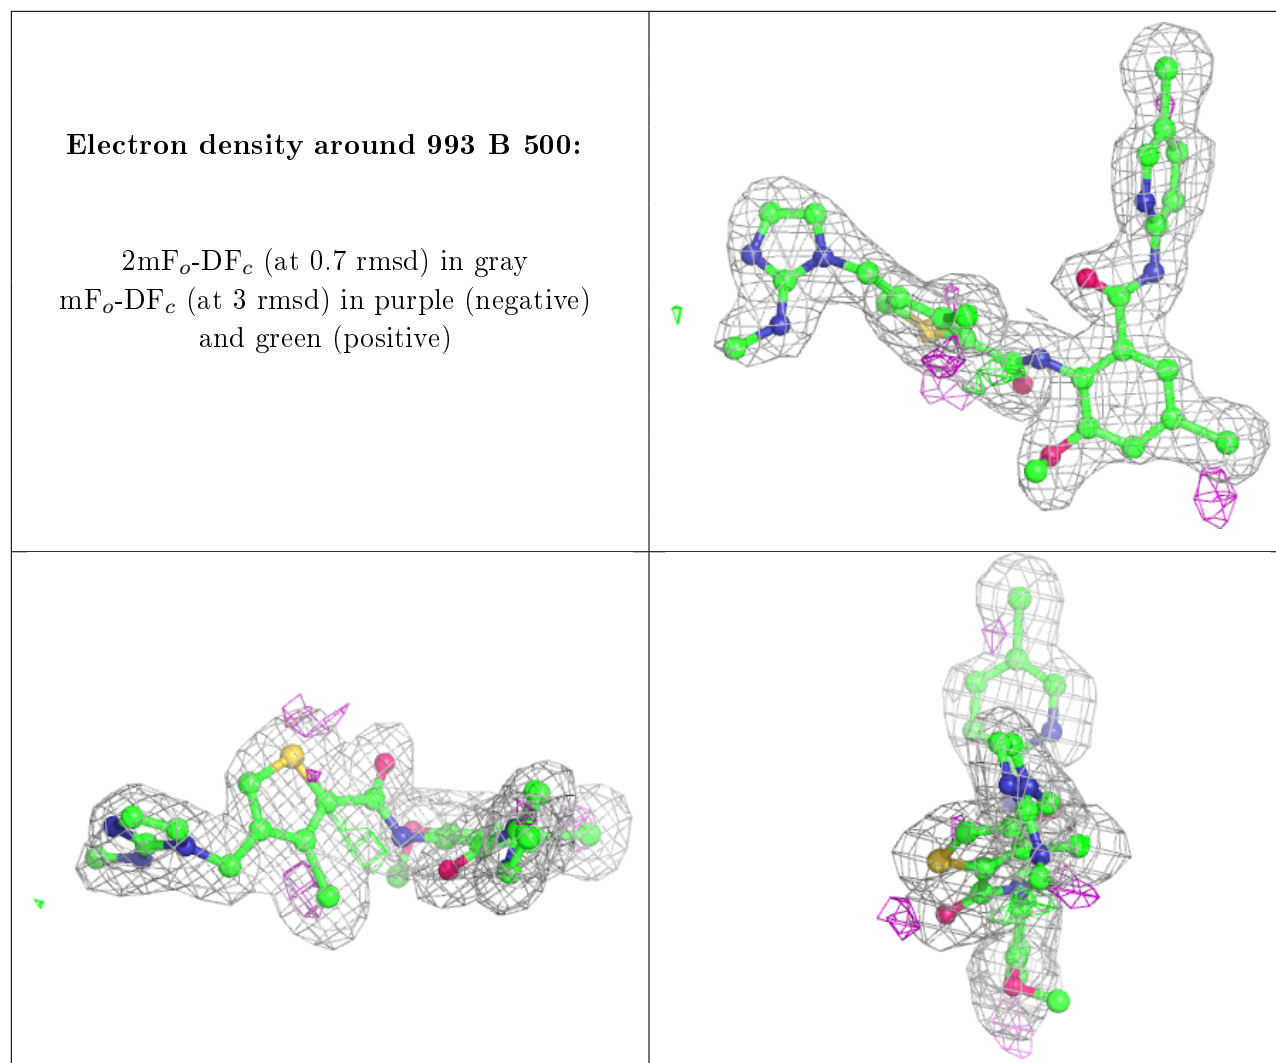 Electron density around 993 B 500:
2mFₒ-DF𝒸 (at 0.7 rmsd) in gray
mFₒ-DF𝒸 (at 3 rmsd) in purple (negative)
and green (positive)